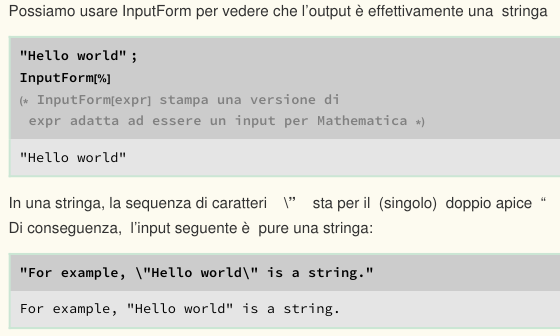 Possiamo usare InputForm per vedere che l'output è effettivamente una stringa
"Hello world" ;
InputForm[%]
(* InputForm[expr] stampa una versione di
expr adatta ad essere un input per Mathematica *)
"Hello world"
In una stringa, la sequenza di caratteri \” sta per il (singolo) doppio apice “
Di conseguenza, l'input seguente è pure una stringa:
"For example, \"Hello world\" is a string."
For example, "Hello world" is a string.